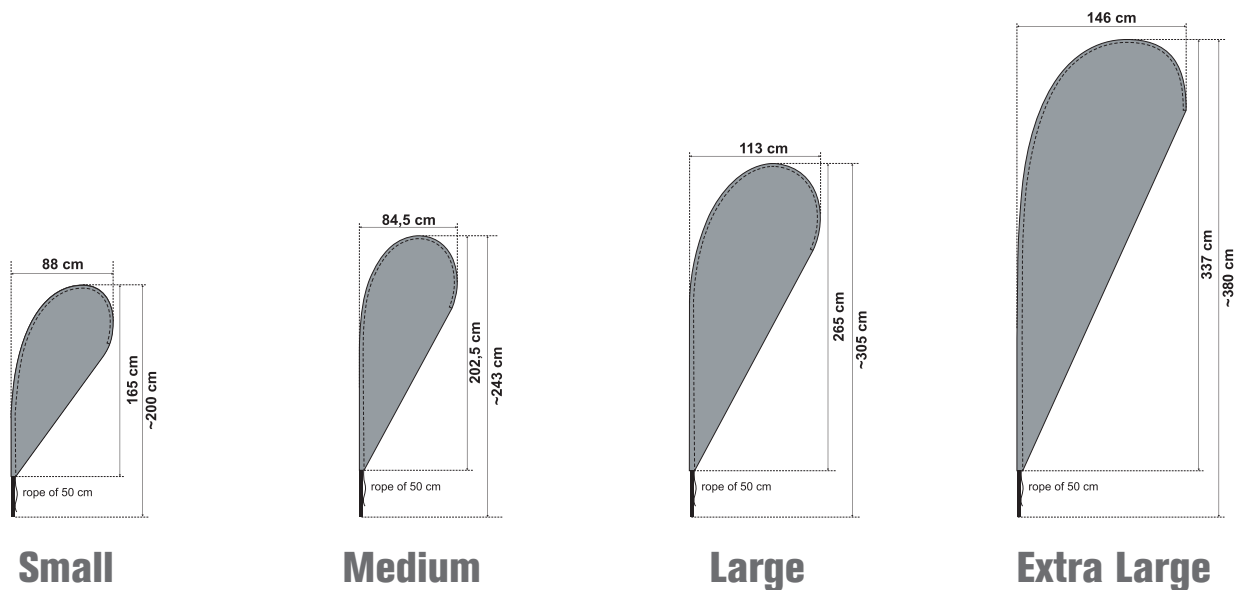 88 cm
165 cm
~200 cm
rope of 50 cm
Small
84,5 cm
202,5 cm
~243 cm
rope of 50 cm
Medium
113 cm
265 cm
~305 cm
rope of 50 cm
Large
146 cm
337 cm
~380 cm
rope of 50 cm
Extra Large